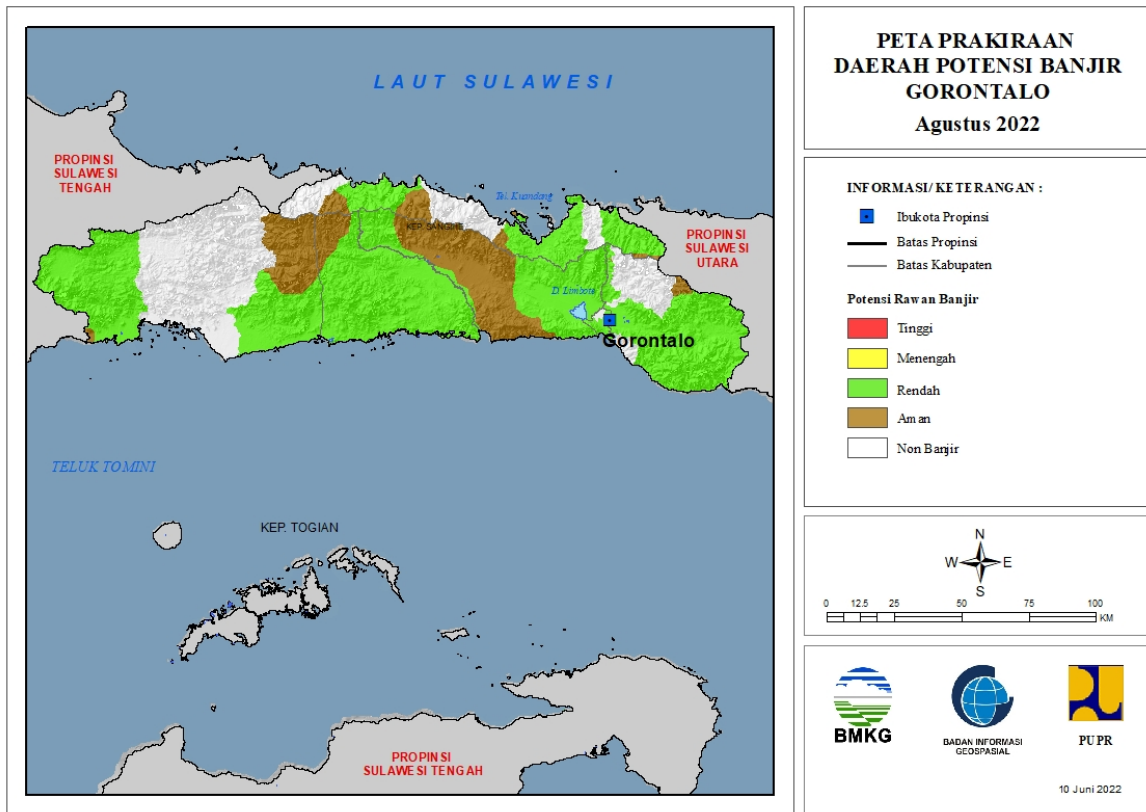 LAUT SULAWESI
PROPINSI
SULAWESI
TENGAH
Tel. Kuandang
KEP. SANGIHE
PROPINSI
SULAWESI
UTARA
D. Limboto
Gorontalo
TELUK TOMINI
KEP. TOGIAN
PROPINSI
SULAWESI TENGAH
PETA PRAKIRAAN
DAERAH POTENSI BANJIR
GORONTALO
Agustus 2022
INFORMASI/ KETERANGAN :
Ibukota Propinsi
Batas Propinsi
Batas Kabupaten
Potensi Rawan Banjir
Tinggi
Menengah
Rendah
Aman
Non Banjir
N
W E
S
0 12.5 25 50 75 100
KM
BMKG
BADAN INFORMASI
GEOSPASIAL
PUPR
10 Juni 2022